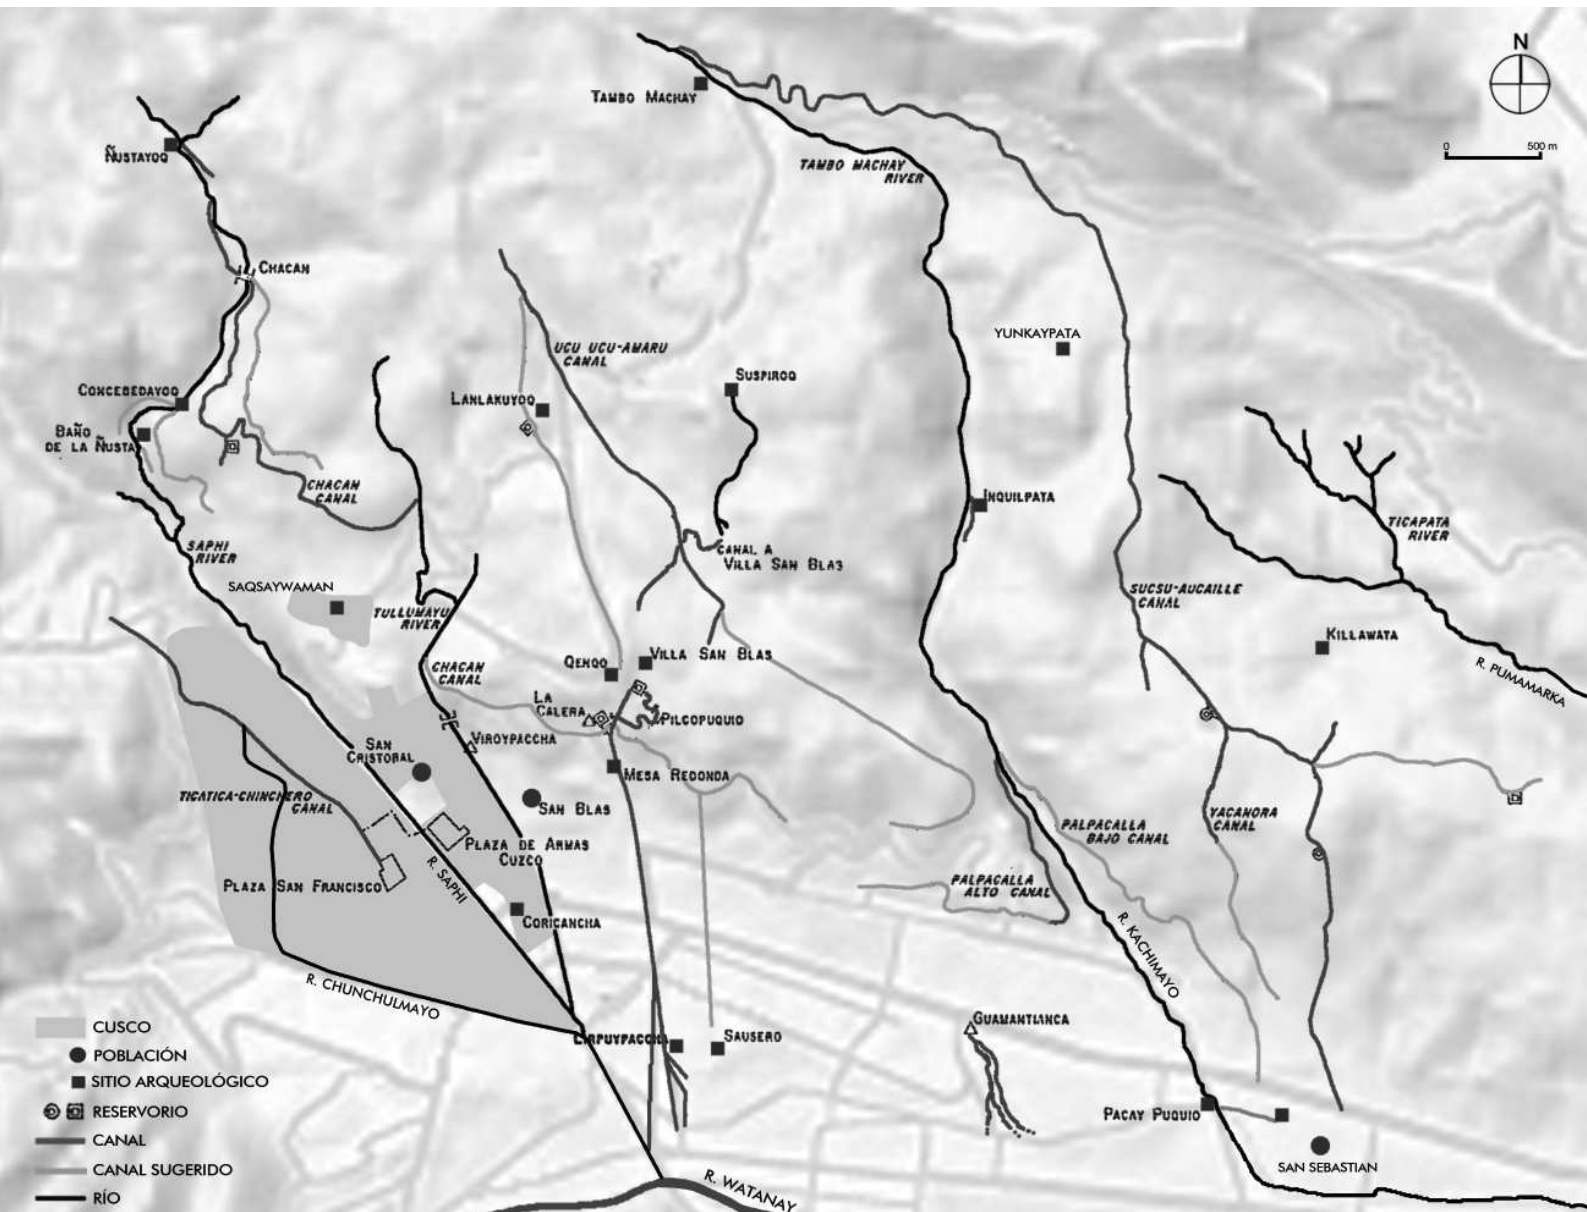 N
0 500 m
TAMBO MACHAY
ÑUSTAYOQ
TAMBO MACHAY
RIVER
CHACAN
YUNKAYPATA
UCU UCU-AMARU
CANAL
SUSPIROQ
CONCEBEDAYOQ
LANLAKUYOQ
BAÑO
DE LA ÑUSTA
CHACAN
CANAL
INQUILPATA
TICAPATA
RIVER
SAPHI
RIVER
CANAL A
VILLA SAN BLAS
SAQSAYWAMAN
SUCSU-AUCAILLE
CANAL
TULLUMAYU
RIVER
KILLAWATA
QENQO
VILLA SAN BLAS
CHACAN
CANAL
R. PUMAMARKA
LA
CALERA
PILCOPUQUIO
VIROYPACCHA
SAN
CRISTOBAL
MESA REDONDA
TICATICA-CHINCHERO
CANAL
SAN BLAS
YACANORA
CANAL
PALPACALLA
BAJO CANAL
PLAZA DE ARMAS
CUZCO
R. SAPHI
PLAZA SAN FRANCISCO
PALPACALLA
ALTO CANAL
CORICANCHA
R. KACHIMAYO
R. CHUNCHULMAYO
GUAMANTIANCA
SAUSERO
CUSCO
POBLACIÓN
SITIO ARQUEOLÓGICO
RESERVORIO
CANAL
CANAL SUGERIDO
RÍO
PACAY PUQUIO
SAN SEBASTIAN
R. WATANAY